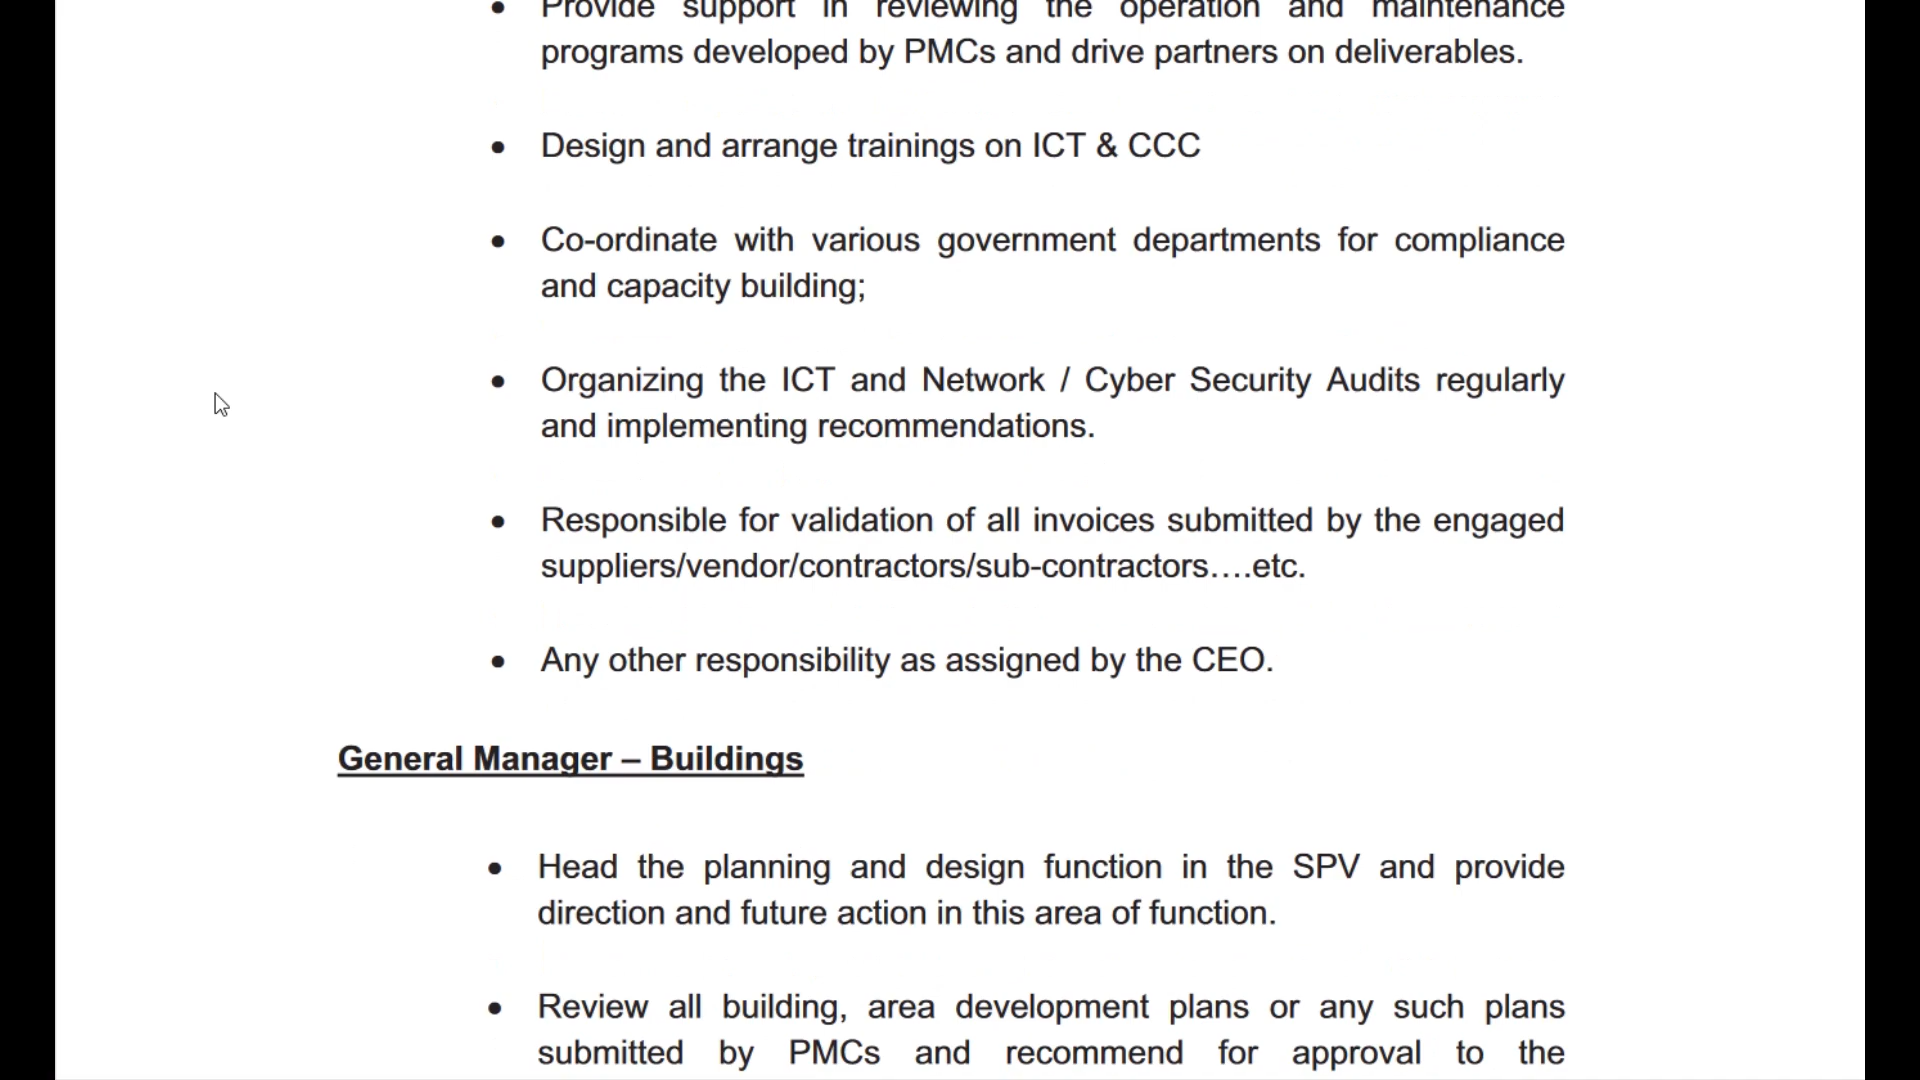 • Provide support in reviewing the operation and maintenance
programs developed by PMCs and drive partners on deliverables.
• Design and arrange trainings on ICT & CCC
• Co-ordinate with various government departments for compliance
and capacity building;
• Organizing the ICT and Network / Cyber Security Audits regularly
and implementing recommendations.
• Responsible for validation of all invoices submitted by the engaged
suppliers/vendor/contractors/sub-contractors….etc.
• Any other responsibility as assigned by the CEO.
General Manager – Buildings
• Head the planning and design function in the SPV and provide
direction and future action in this area of function.
• Review all building, area development plans or any such plans
submitted by PMCs and recommend for approval to the